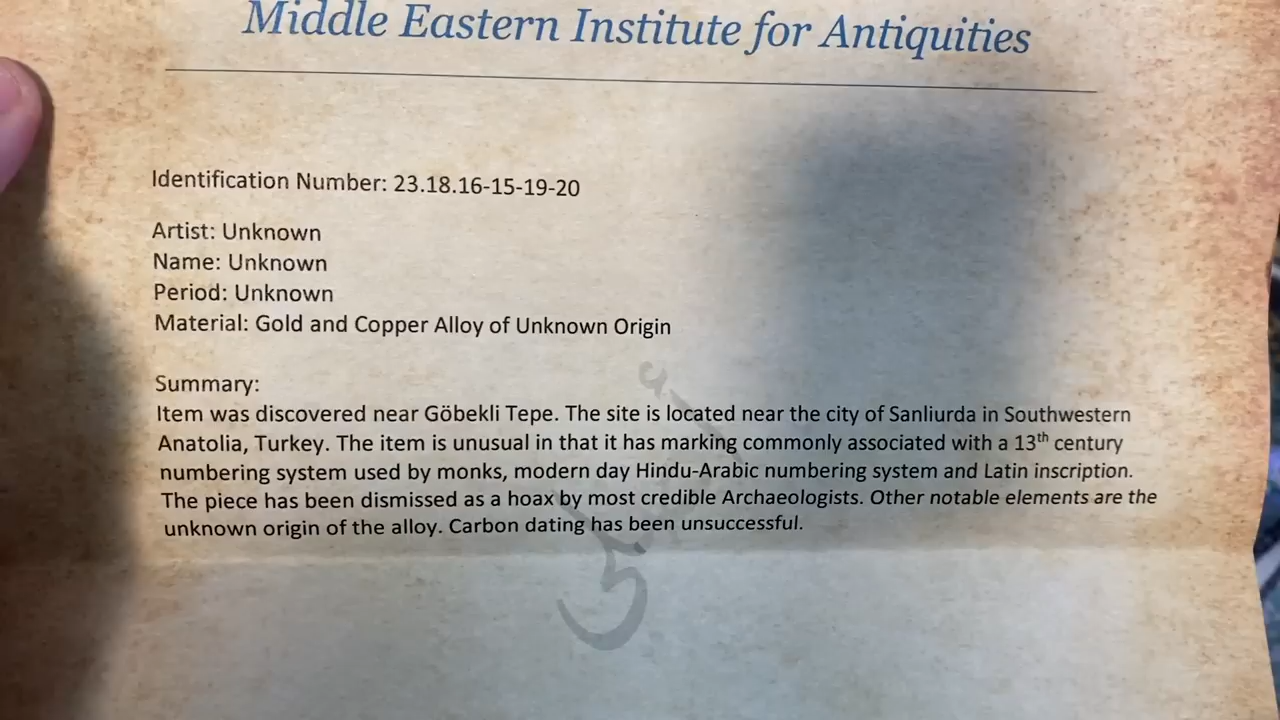 Middle Eastern Institute for Antiquities
Identification Number: 23.18.16-15-19-20
Artist: Unknown
Name: Unknown
Period: Unknown
Material: Gold and Copper Alloy of Unknown Origin
Summary:
Item was discovered near Göbekli Tepe. The site is located near the city of Sanliurda in Southwestern
Anatolia, Turkey. The item is unusual in that it has marking commonly associated with a 13th century
numbering system used by monks, modern day Hindu-Arabic numbering system and Latin inscription.
The piece has been dismissed as a hoax by most credible Archaeologists. Other notable elements are the
unknown origin of the alloy. Carbon dating has been unsuccessful.